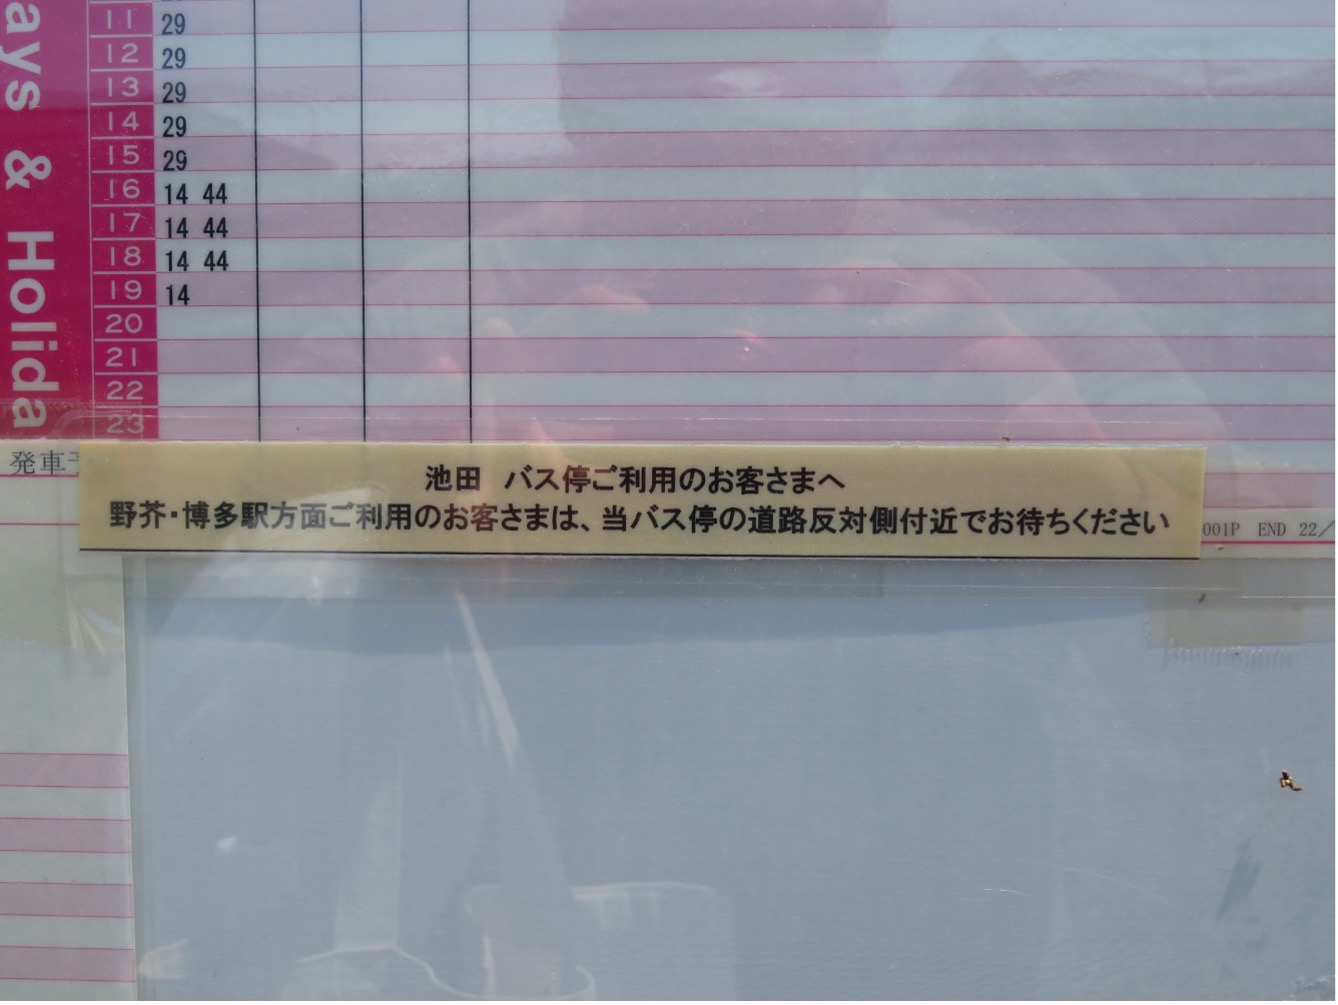 ays & Holida
11 29
12 29
13 29
14 29
15 29
16 14 44
17 14 44
18 14 44
19 14
20
21
22
23
発車
池田 バス停ご利用のお客さまへ
野芥・博多駅方面ご利用のお客さまは、当バス停の道路反対側付近でお待ちください
001P END 22/